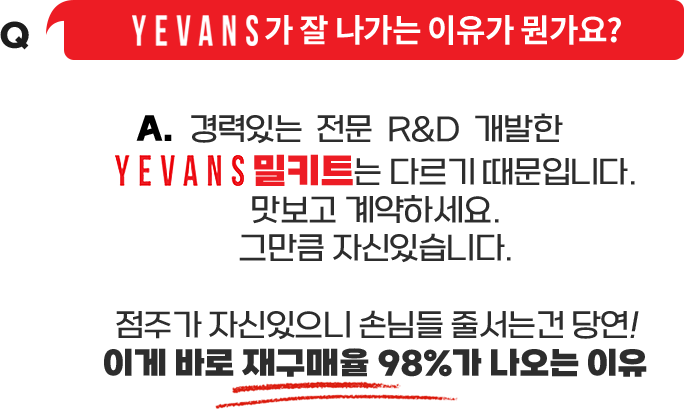 Q YEVANS가 잘 나가는 이유가 뭔가요?
A. 경력있는 전문 R&D 개발한
YEVANS 밀키트는 다르기 때문입니다.
맛보고 계약하세요.
그만큼 자신있습니다.
점주가 자신있으니 손님들 줄서는건 당연!
이게 바로 재구매율 98%가 나오는 이유